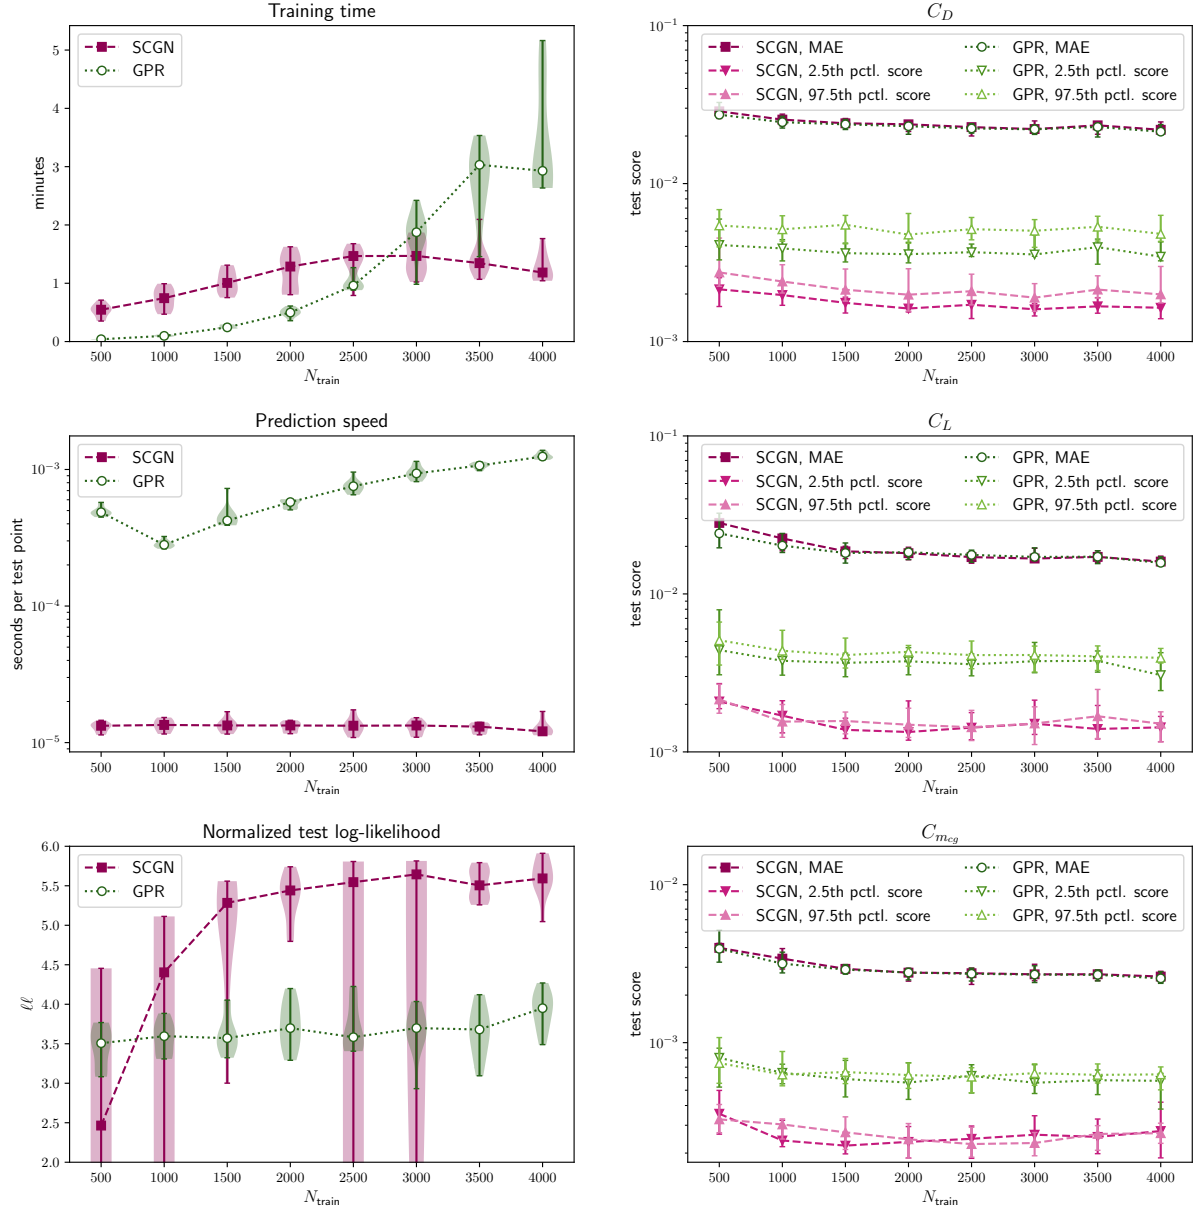 Training time
SCGN
GPR
5
4
3
2
1
0
minutes
500 1000 1500 2000 2500 3000 3500 4000
N_train
C_D
SCGN, MAE
SCGN, 2.5th pctl. score
SCGN, 97.5th pctl. score
GPR, MAE
GPR, 2.5th pctl. score
GPR, 97.5th pctl. score
10⁻¹
10⁻²
10⁻³
test score
500 1000 1500 2000 2500 3000 3500 4000
N_train
Prediction speed
SCGN
GPR
10⁻³
10⁻⁴
10⁻⁵
seconds per test point
500 1000 1500 2000 2500 3000 3500 4000
N_train
C_L
SCGN, MAE
SCGN, 2.5th pctl. score
SCGN, 97.5th pctl. score
GPR, MAE
GPR, 2.5th pctl. score
GPR, 97.5th pctl. score
10⁻¹
10⁻²
10⁻³
test score
500 1000 1500 2000 2500 3000 3500 4000
N_train
Normalized test log-likelihood
SCGN
GPR
6.0
5.5
5.0
4.5
4.0
3.5
3.0
2.5
2.0
ℓℓ
500 1000 1500 2000 2500 3000 3500 4000
N_train
C_{m_{cg}}
SCGN, MAE
SCGN, 2.5th pctl. score
SCGN, 97.5th pctl. score
GPR, MAE
GPR, 2.5th pctl. score
GPR, 97.5th pctl. score
10⁻²
10⁻³
test score
500 1000 1500 2000 2500 3000 3500 4000
N_train